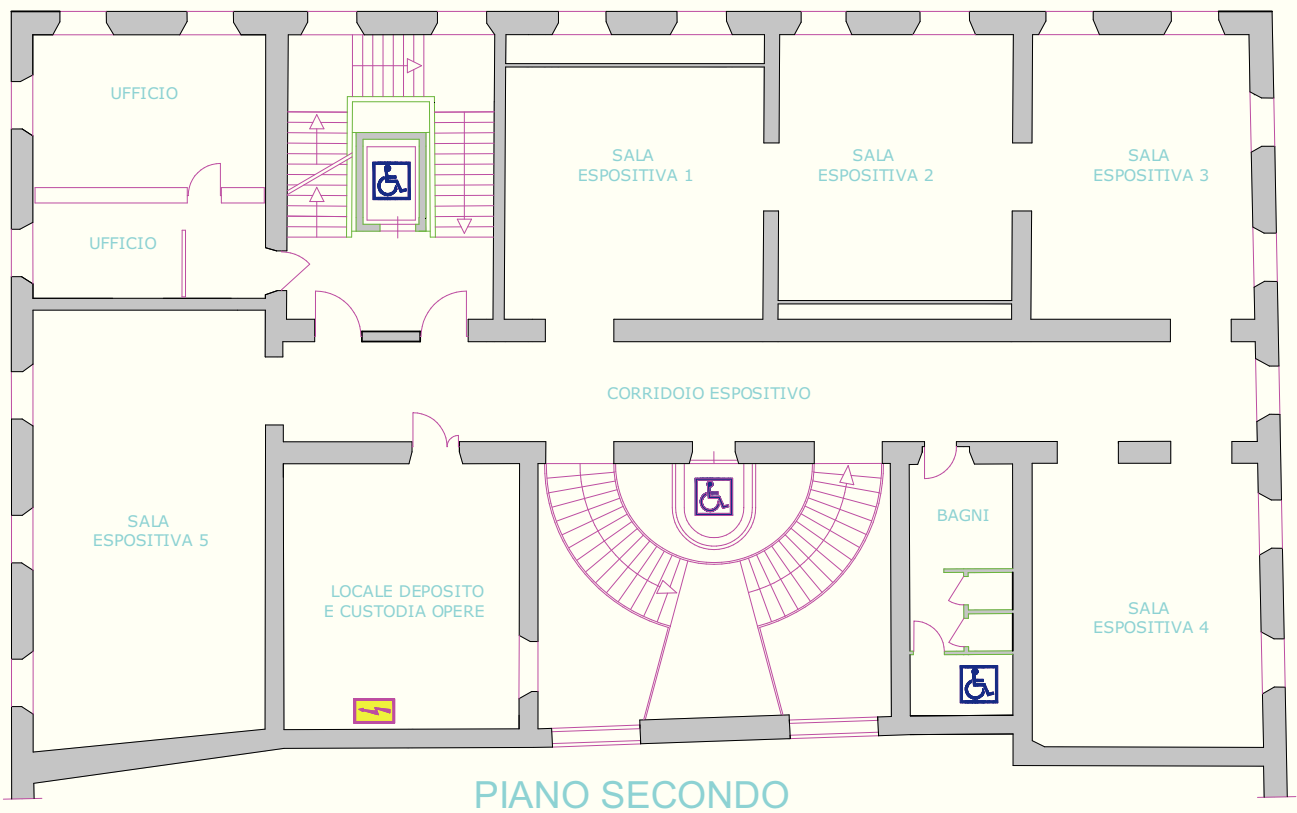 UFFICIO
SALA
ESPOSITIVA 1
SALA
ESPOSITIVA 2
SALA
ESPOSITIVA 3
UFFICIO
CORRIDOIO ESPOSITIVO
SALA
ESPOSITIVA 5
BAGNI
LOCALE DEPOSITO
E CUSTODIA OPERE
SALA
ESPOSITIVA 4
PIANO SECONDO